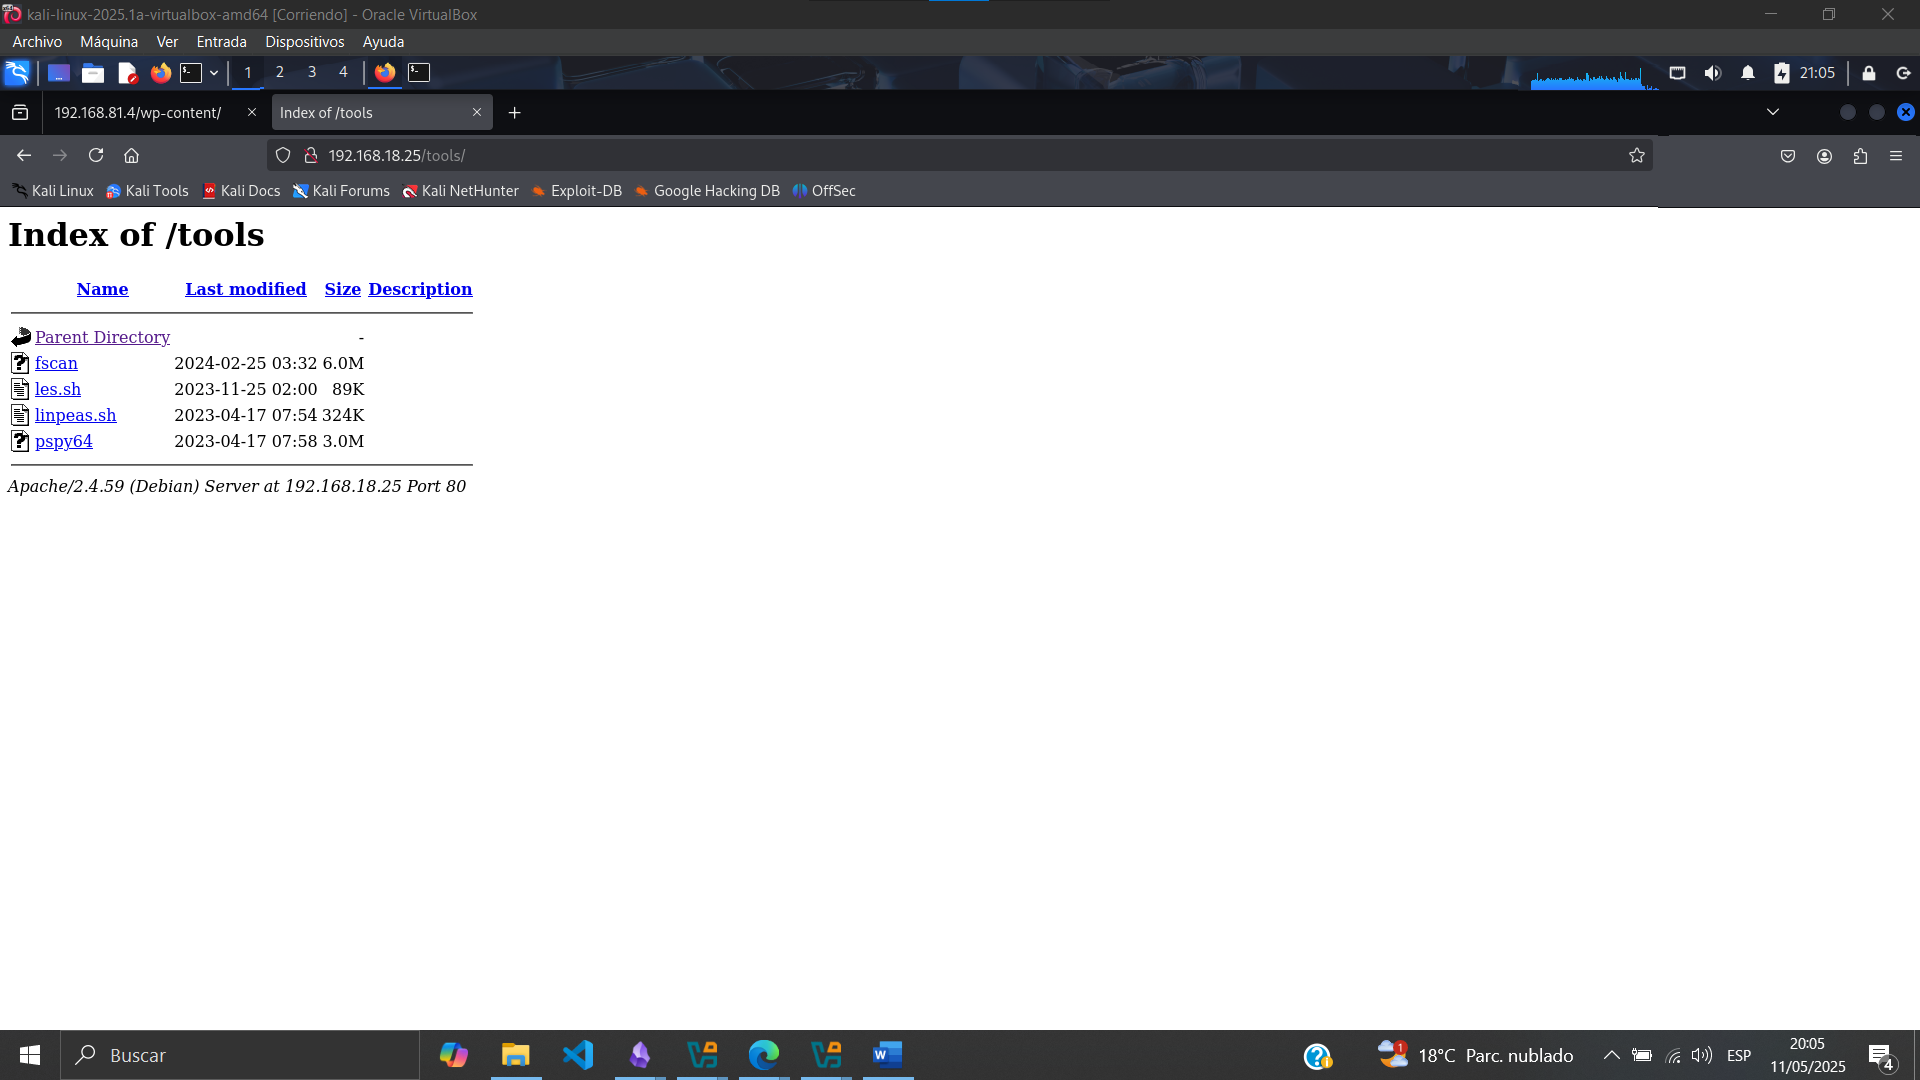 kali-linux-2025.1a-virtualbox-amd64 [Corriendo] - Oracle VirtualBox
Archivo Máquina Ver Entrada Dispositivos Ayuda
1 2 3 4 21:05
192.168.81.4/wp-content/ Index of /tools
192.168.18.25/tools/
Kali Linux Kali Tools Kali Docs Kali Forums Kali NetHunter Exploit-DB Google Hacking DB OffSec
Index of /tools
Name Last modified Size Description
Parent Directory -
fscan 2024-02-25 03:32 6.0M
les.sh 2023-11-25 02:00 89K
linpeas.sh 2023-04-17 07:54 324K
pspy64 2023-04-17 07:58 3.0M
Apache/2.4.59 (Debian) Server at 192.168.18.25 Port 80
Buscar 1 18°C Parc. nublado ESP 20:05
11/05/2025 4